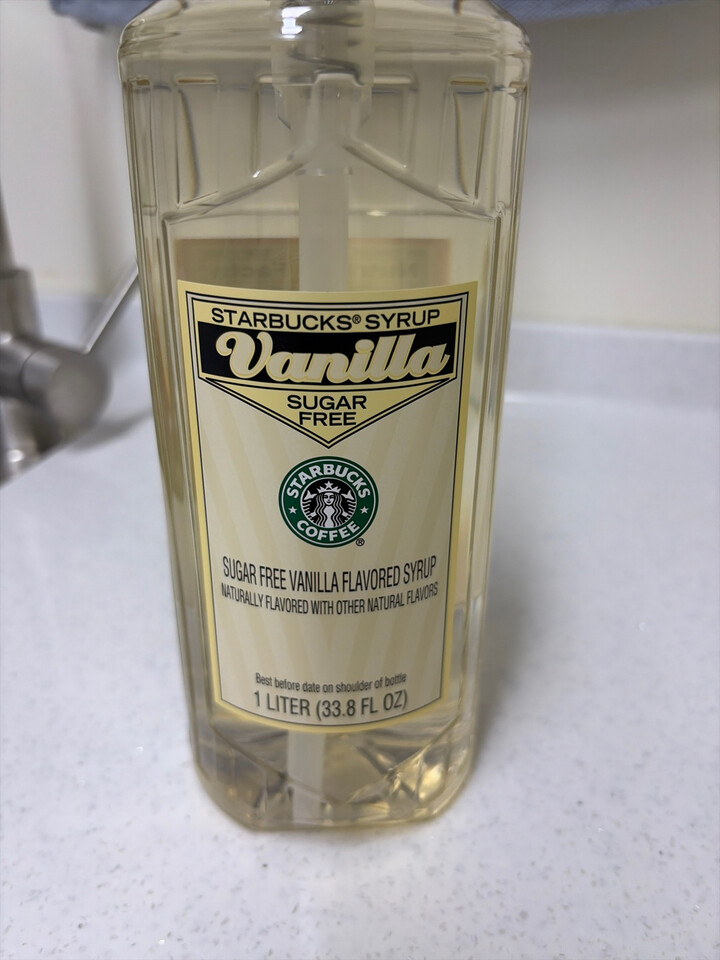 STARBUCKS® SYRUP
Vanilla
SUGAR
FREE
STARBUCKS
COFFEE
®
SUGAR FREE VANILLA FLAVORED SYRUP
NATURALLY FLAVORED WITH OTHER NATURAL FLAVORS
Best before date on shoulder of bottle
1 LITER (33.8 FL OZ)